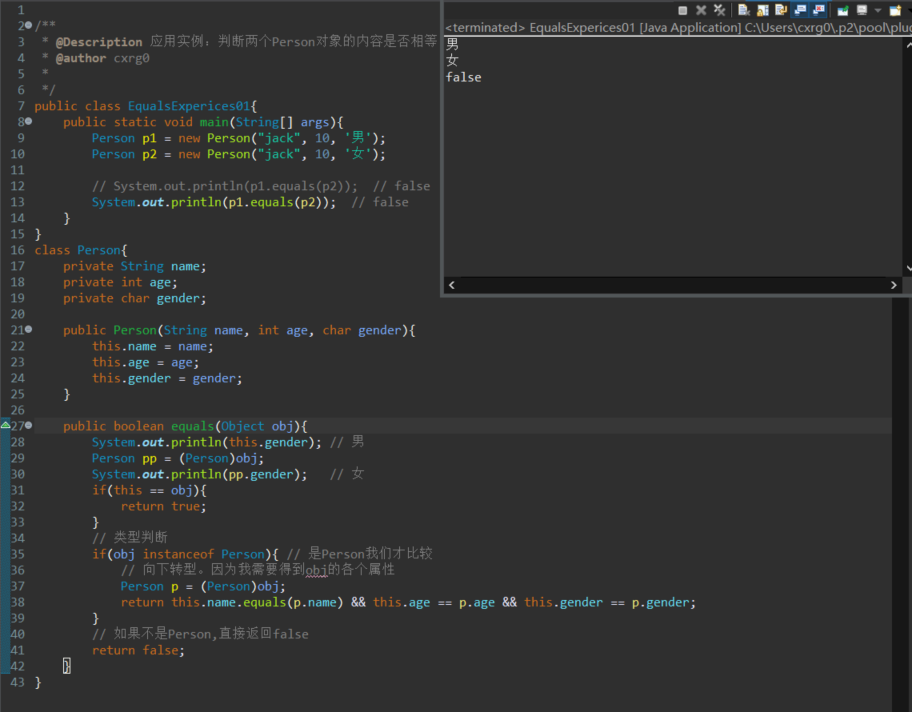 1
2 /**
3  * @Description 应用实例：判断两个Person对象的内容是否相等
4  * @author cxrg0
5  *
6  */
7 public class EqualsExperices01{
8     public static void main(String[] args){
9         Person p1 = new Person("jack", 10, '男');
10         Person p2 = new Person("jack", 10, '女');
11
12         // System.out.println(p1.equals(p2));  // false
13         System.out.println(p1.equals(p2));  // false
14     }
15 }
16 class Person{
17     private String name;
18     private int age;
19     private char gender;
20
21     public Person(String name, int age, char gender){
22         this.name = name;
23         this.age = age;
24         this.gender = gender;
25     }
26
27     public boolean equals(Object obj){
28         System.out.println(this.gender); // 男
29         Person pp = (Person)obj;
30         System.out.println(pp.gender);   // 女
31         if(this == obj){
32             return true;
33         }
34         // 类型判断
35         if(obj instanceof Person){ // 是Person我们才比较
36             // 向下转型。因为我需要得到obj的各个属性
37             Person p = (Person)obj;
38             return this.name.equals(p.name) && this.age == p.age && this.gender == p.gender;
39         }
40         // 如果不是Person,直接返回false
41         return false;
42     }
43 }
<terminated> EqualsExperices01 [Java Application] C:\Users\cxrg0\.p2\pool\plug
男
女
false